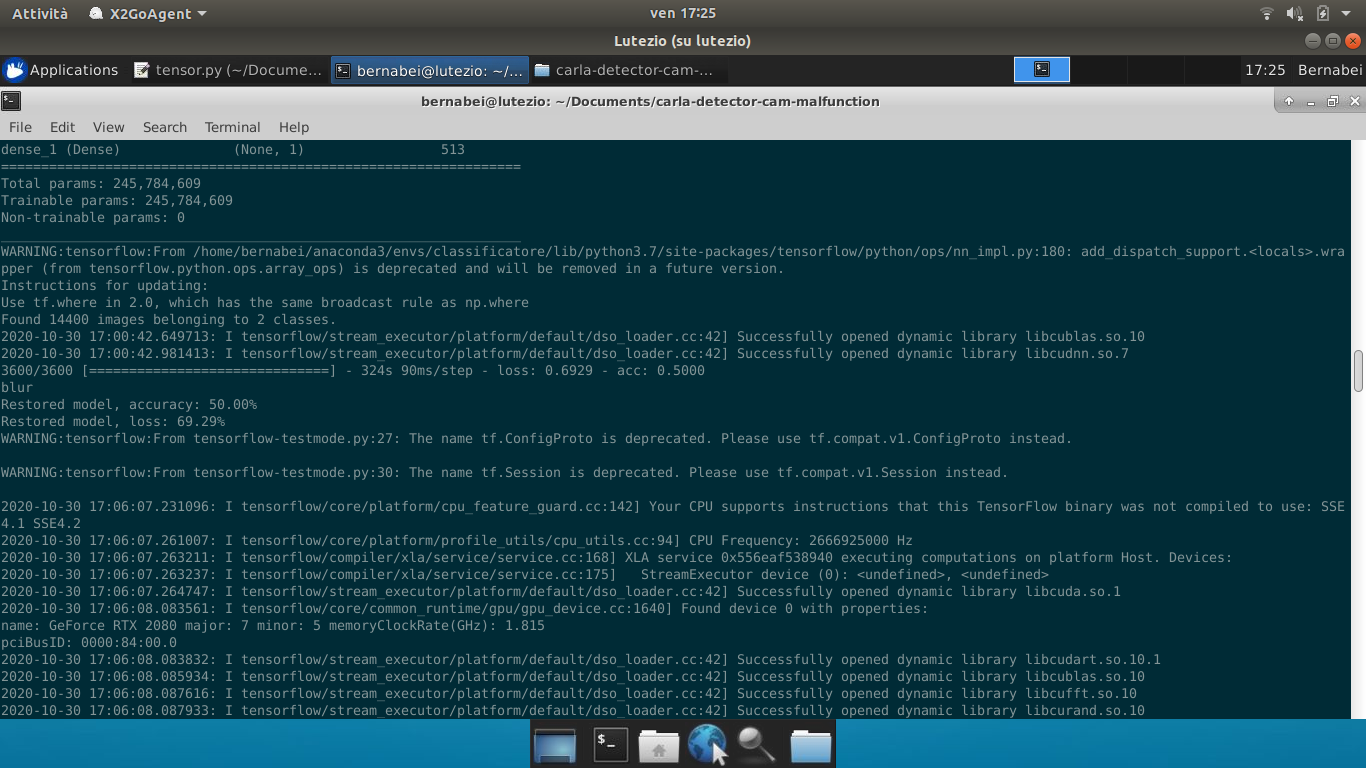 Attività X2GoAgent ven 17:25
Lutezio (su lutezio)
Applications tensor.py (~/Docume... bernabei@lutezio: ~/... carla-detector-cam-... 17:25 Bernabei
bernabei@lutezio: ~/Documents/carla-detector-cam-malfunction
File Edit View Search Terminal Help
dense_1 (Dense) (None, 1) 513
=================================================================
Total params: 245,784,609
Trainable params: 245,784,609
Non-trainable params: 0
_________________________________________________________________
WARNING:tensorflow:From /home/bernabei/anaconda3/envs/classificatore/lib/python3.7/site-packages/tensorflow/python/ops/nn_impl.py:180: add_dispatch_support.<locals>.wra
pper (from tensorflow.python.ops.array_ops) is deprecated and will be removed in a future version.
Instructions for updating:
Use tf.where in 2.0, which has the same broadcast rule as np.where
Found 14400 images belonging to 2 classes.
2020-10-30 17:00:42.649713: I tensorflow/stream_executor/platform/default/dso_loader.cc:42] Successfully opened dynamic library libcublas.so.10
2020-10-30 17:00:42.981413: I tensorflow/stream_executor/platform/default/dso_loader.cc:42] Successfully opened dynamic library libcudnn.so.7
3600/3600 [==============================] - 324s 90ms/step - loss: 0.6929 - acc: 0.5000
blur
Restored model, accuracy: 50.00%
Restored model, loss: 69.29%
WARNING:tensorflow:From tensorflow-testmode.py:27: The name tf.ConfigProto is deprecated. Please use tf.compat.v1.ConfigProto instead.
WARNING:tensorflow:From tensorflow-testmode.py:30: The name tf.Session is deprecated. Please use tf.compat.v1.Session instead.
2020-10-30 17:06:07.231096: I tensorflow/core/platform/cpu_feature_guard.cc:142] Your CPU supports instructions that this TensorFlow binary was not compiled to use: SSE
4.1 SSE4.2
2020-10-30 17:06:07.261007: I tensorflow/core/platform/profile_utils/cpu_utils.cc:94] CPU Frequency: 2666925000 Hz
2020-10-30 17:06:07.263211: I tensorflow/compiler/xla/service/service.cc:168] XLA service 0x556eaf538940 executing computations on platform Host. Devices:
2020-10-30 17:06:07.263237: I tensorflow/compiler/xla/service/service.cc:175]   StreamExecutor device (0): <undefined>, <undefined>
2020-10-30 17:06:07.264747: I tensorflow/stream_executor/platform/default/dso_loader.cc:42] Successfully opened dynamic library libcuda.so.1
2020-10-30 17:06:08.083561: I tensorflow/core/common_runtime/gpu/gpu_device.cc:1640] Found device 0 with properties:
name: GeForce RTX 2080 major: 7 minor: 5 memoryClockRate(GHz): 1.815
pciBusID: 0000:84:00.0
2020-10-30 17:06:08.083832: I tensorflow/stream_executor/platform/default/dso_loader.cc:42] Successfully opened dynamic library libcudart.so.10.1
2020-10-30 17:06:08.085934: I tensorflow/stream_executor/platform/default/dso_loader.cc:42] Successfully opened dynamic library libcublas.so.10
2020-10-30 17:06:08.087616: I tensorflow/stream_executor/platform/default/dso_loader.cc:42] Successfully opened dynamic library libcufft.so.10
2020-10-30 17:06:08.087933: I tensorflow/stream_executor/platform/default/dso_loader.cc:42] Successfully opened dynamic library libcurand.so.10